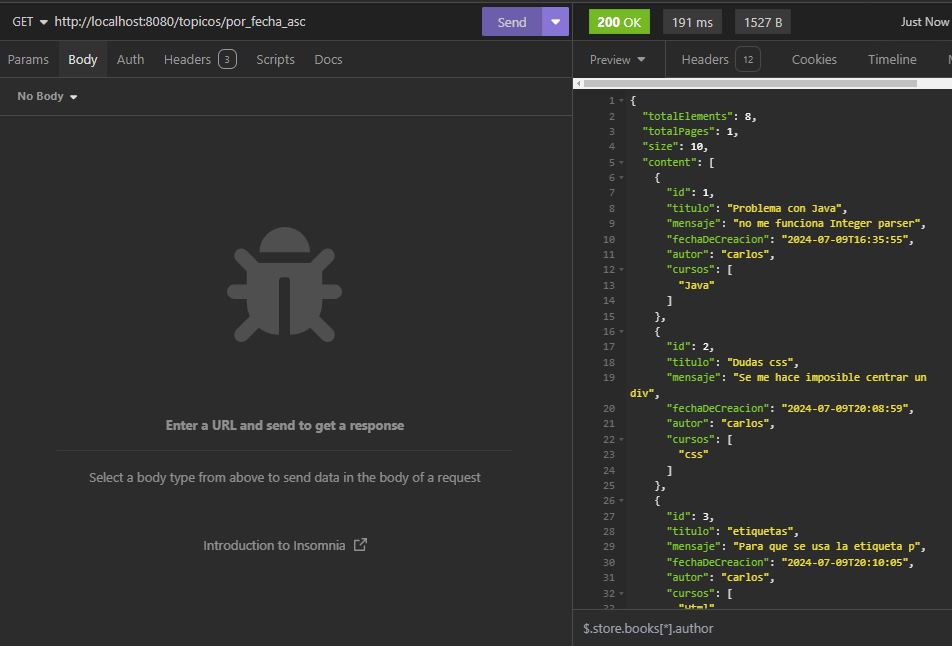 GET http://localhost:8080/topicos/por_fecha_asc
Send
200 OK
191 ms
1527 B
Just Now
Params
Body
Auth
Headers 3
Scripts
Docs
Preview
Headers 12
Cookies
Timeline
No Body
Enter a URL and send to get a response
Select a body type from above to send data in the body of a request
Introduction to Insomnia
1 {
2 "totalElements": 8,
3 "totalPages": 1,
4 "size": 10,
5 "content": [
6 {
7 "id": 1,
8 "titulo": "Problema con Java",
9 "mensaje": "no me funciona Integer parser",
10 "fechaDeCreacion": "2024-07-09T16:35:55",
11 "autor": "carlos",
12 "cursos": [
13 "Java"
14 ]
15 },
16 {
17 "id": 2,
18 "titulo": "Dudas css",
19 "mensaje": "Se me hace imposible centrar un
div",
20 "fechaDeCreacion": "2024-07-09T20:08:59",
21 "autor": "carlos",
22 "cursos": [
23 "css"
24 ]
25 },
26 {
27 "id": 3,
28 "titulo": "etiquetas",
29 "mensaje": "Para que se usa la etiqueta p",
30 "fechaDeCreacion": "2024-07-09T20:10:05",
31 "autor": "carlos",
32 "cursos": [
33 "Html"
$.store.books[*].author